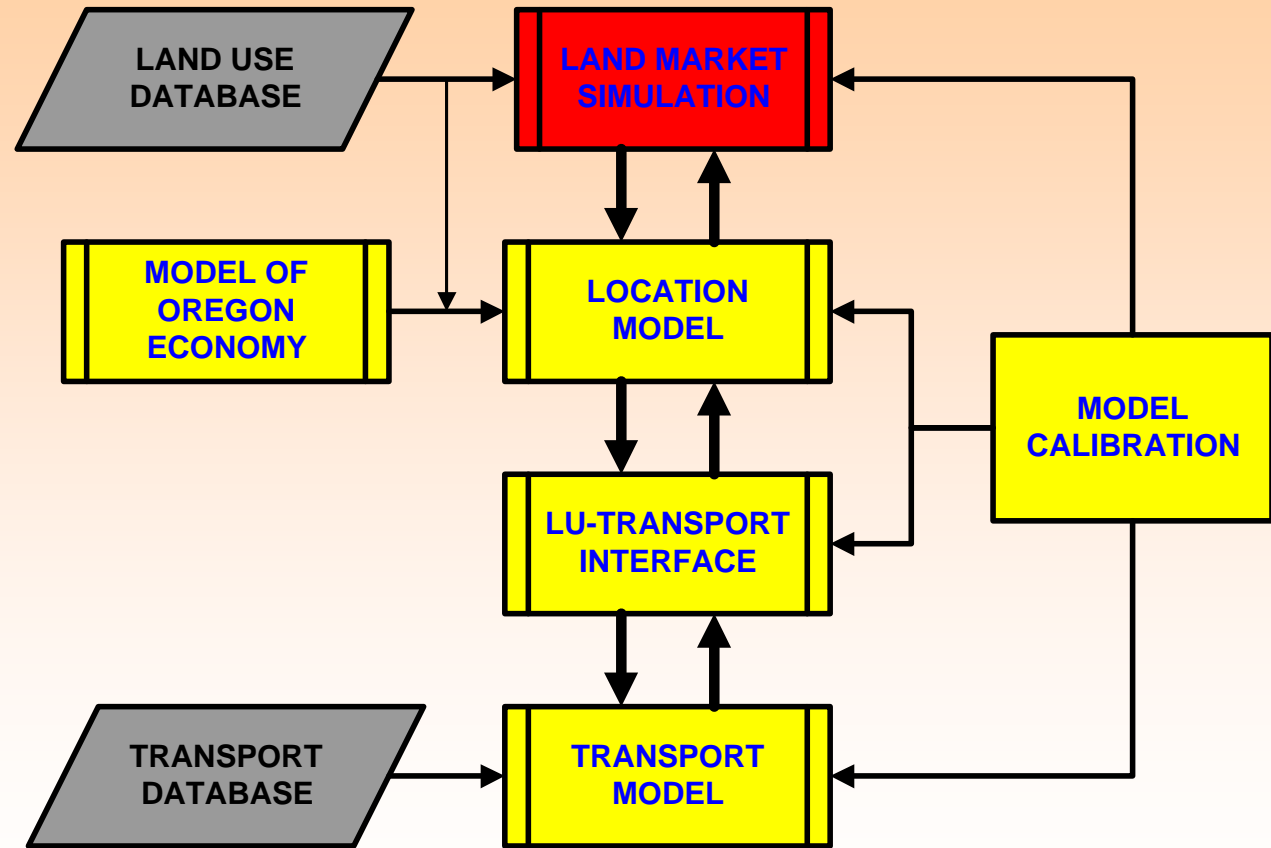 LAND USE
DATABASE
LAND MARKET
SIMULATION
MODEL OF
OREGON
ECONOMY
LOCATION
MODEL
MODEL
CALIBRATION
LU-TRANSPORT
INTERFACE
TRANSPORT
DATABASE
TRANSPORT
MODEL